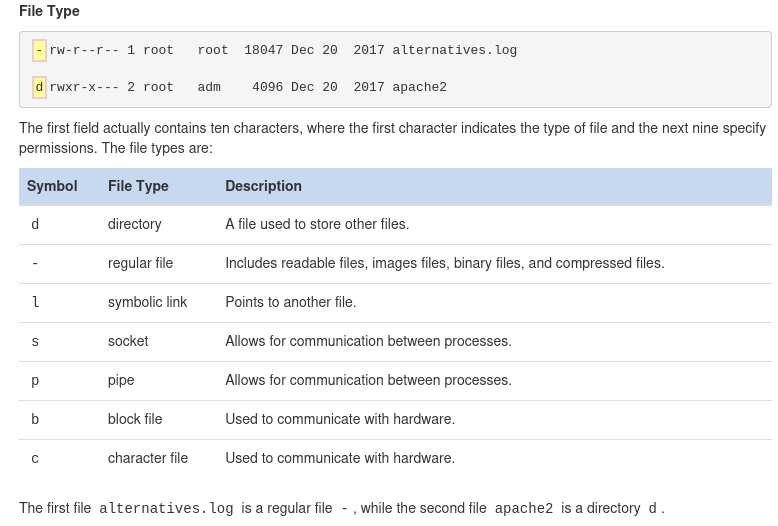 File Type
-rw-r--r-- 1 root   root  18047 Dec 20  2017 alternatives.log
drwxr-x--- 2 root   adm    4096 Dec 20  2017 apache2
The first field actually contains ten characters, where the first character indicates the type of file and the next nine specify
permissions. The file types are:
Symbol File Type Description
d directory A file used to store other files.
- regular file Includes readable files, images files, binary files, and compressed files.
l symbolic link Points to another file.
s socket Allows for communication between processes.
p pipe Allows for communication between processes.
b block file Used to communicate with hardware.
c character file Used to communicate with hardware.
The first file alternatives.log is a regular file - , while the second file apache2 is a directory d .